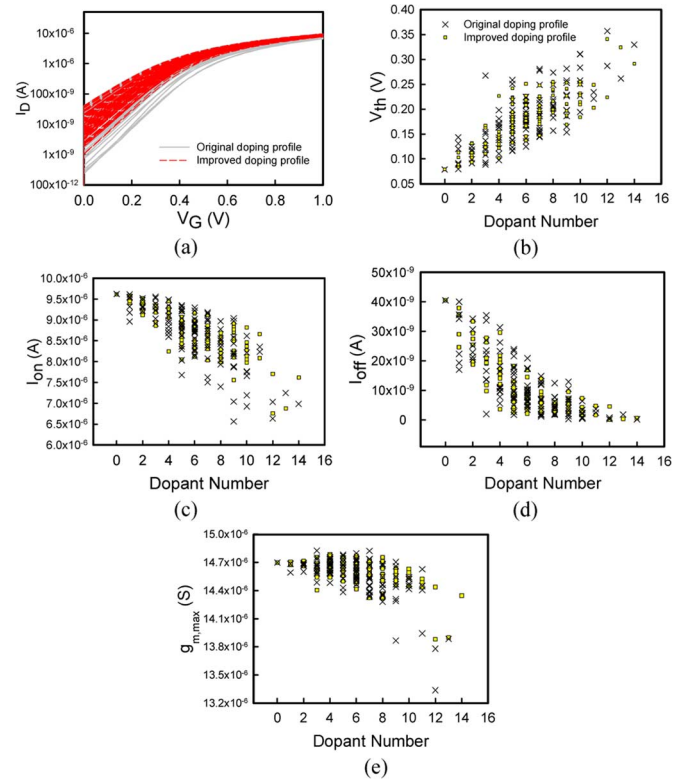 10x10⁻⁶
1x10⁻⁶
100x10⁻⁹
10x10⁻⁹
1x10⁻⁹
100x10⁻¹²
I_D (A)
Original doping profile
Improved doping profile
0.0 0.2 0.4 0.6 0.8 1.0
V_G (V)
(a)
0.40
0.35
0.30
0.25
0.20
0.15
0.10
0.05
V_th (V)
Original doping profile
Improved doping profile
0 2 4 6 8 10 12 14 16
Dopant Number
(b)
10.0x10⁻⁶
9.5x10⁻⁶
9.0x10⁻⁶
8.5x10⁻⁶
8.0x10⁻⁶
7.5x10⁻⁶
7.0x10⁻⁶
6.5x10⁻⁶
6.0x10⁻⁶
I_on (A)
0 2 4 6 8 10 12 14 16
Dopant Number
(c)
50x10⁻⁹
40x10⁻⁹
30x10⁻⁹
20x10⁻⁹
10x10⁻⁹
0
I_off (A)
0 2 4 6 8 10 12 14 16
Dopant Number
(d)
15.0x10⁻⁶
14.7x10⁻⁶
14.4x10⁻⁶
14.1x10⁻⁶
13.8x10⁻⁶
13.5x10⁻⁶
13.2x10⁻⁶
g_m,max (S)
0 2 4 6 8 10 12 14 16
Dopant Number
(e)